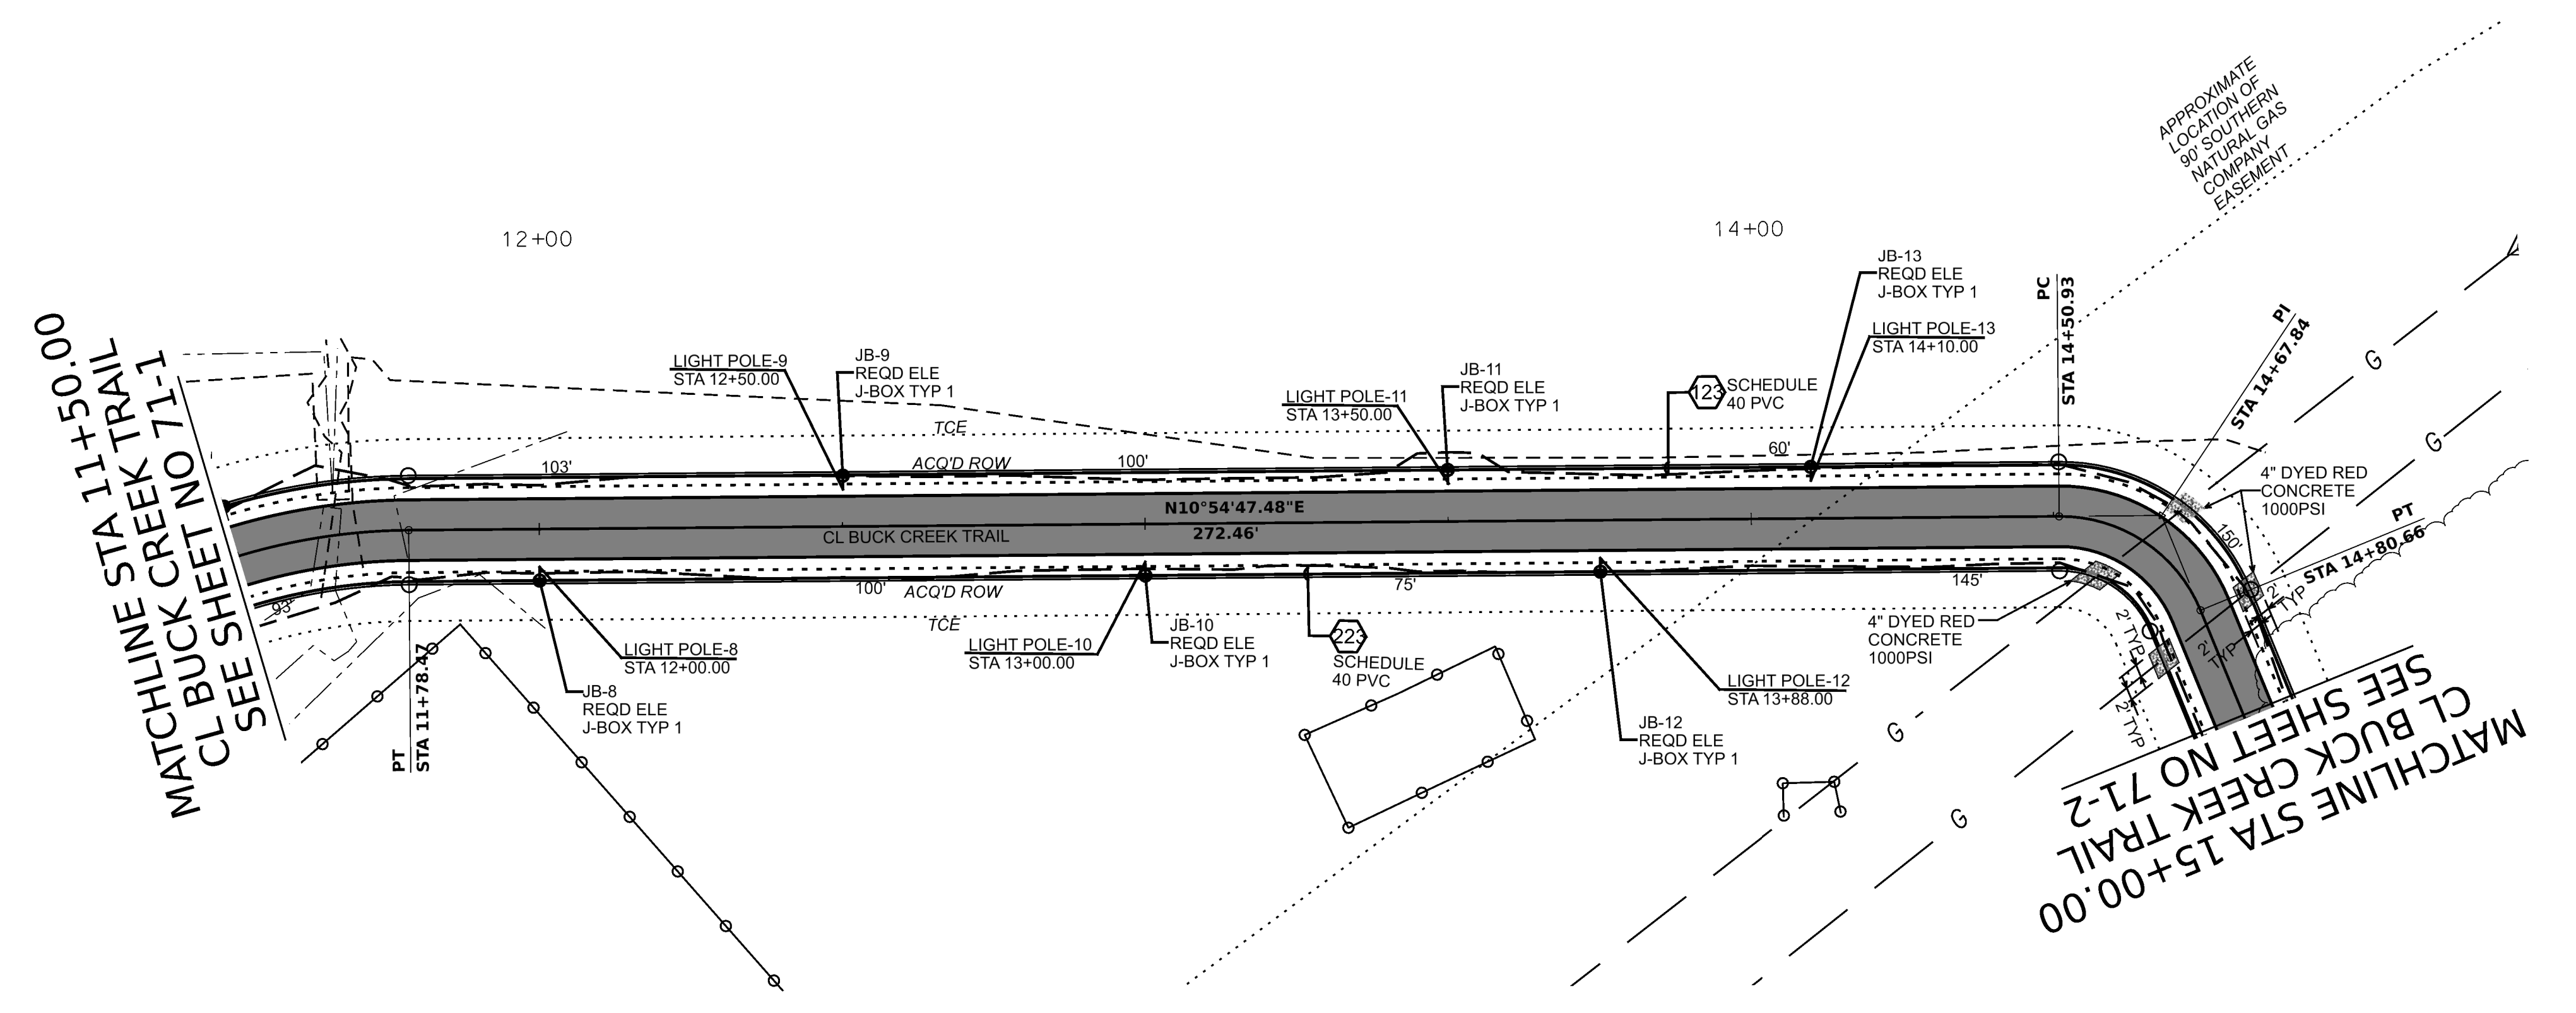 MATCHLINE STA 11+50.00
CL BUCK CREEK TRAIL
SEE SHEET NO 71-1
12+00
14+00
APPROXIMATE
LOCATION OF
90' SOUTHERN
NATURAL GAS
COMPANY
EASEMENT
LIGHT POLE-9
STA 12+50.00
JB-9
REQD ELE
J-BOX TYP 1
LIGHT POLE-11
STA 13+50.00
JB-11
REQD ELE
J-BOX TYP 1
123
SCHEDULE
40 PVC
JB-13
REQD ELE
J-BOX TYP 1
LIGHT POLE-13
STA 14+10.00
PC
STA 14+50.93
PI
STA 14+67.84
G
G
TCE
103'
ACQ'D ROW
100'
60'
4" DYED RED
CONCRETE
1000PSI
150'
PT
STA 14+80.66
N10°54'47.48"E
272.46'
CL BUCK CREEK TRAIL
93'
100'
ACQ'D ROW
75'
145'
TCE
PT
STA 11+78.47
LIGHT POLE-8
STA 12+00.00
JB-8
REQD ELE
J-BOX TYP 1
LIGHT POLE-10
STA 13+00.00
JB-10
REQD ELE
J-BOX TYP 1
223
SCHEDULE
40 PVC
LIGHT POLE-12
STA 13+88.00
JB-12
REQD ELE
J-BOX TYP 1
4" DYED RED
CONCRETE
1000PSI
2' TYP
2' TYP
2'
TYP
2'
TYP
G
G
MATCHLINE STA 15+00.00
CL BUCK CREEK TRAIL
SEE SHEET NO 71-2